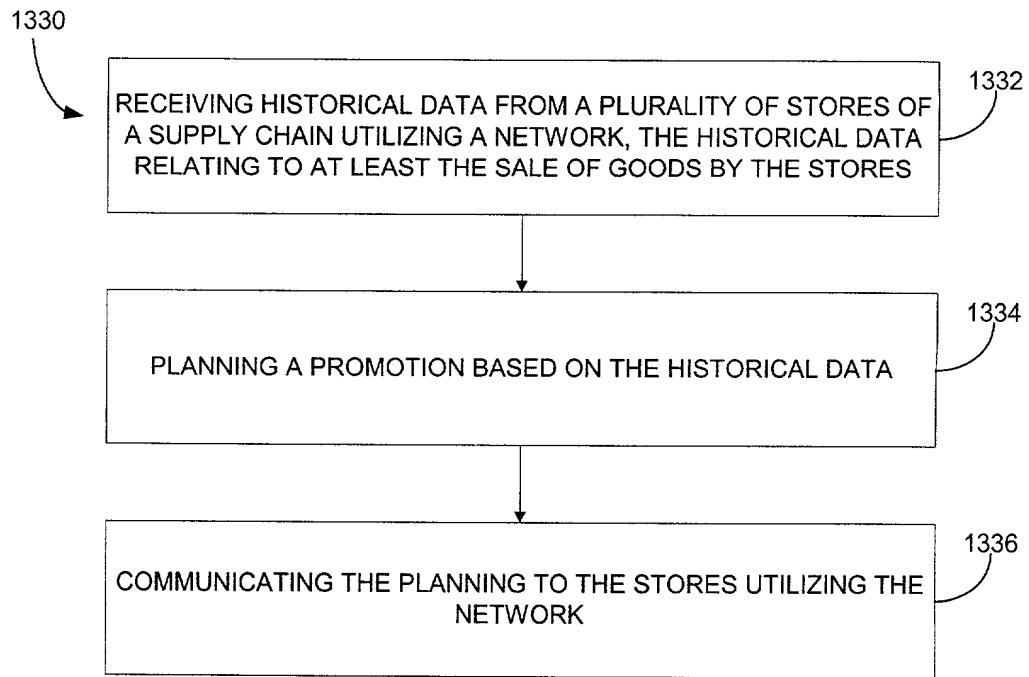 1330
1332
RECEIVING HISTORICAL DATA FROM A PLURALITY OF STORES OF
A SUPPLY CHAIN UTILIZING A NETWORK, THE HISTORICAL DATA
RELATING TO AT LEAST THE SALE OF GOODS BY THE STORES
1334
PLANNING A PROMOTION BASED ON THE HISTORICAL DATA
1336
COMMUNICATING THE PLANNING TO THE STORES UTILIZING THE
NETWORK